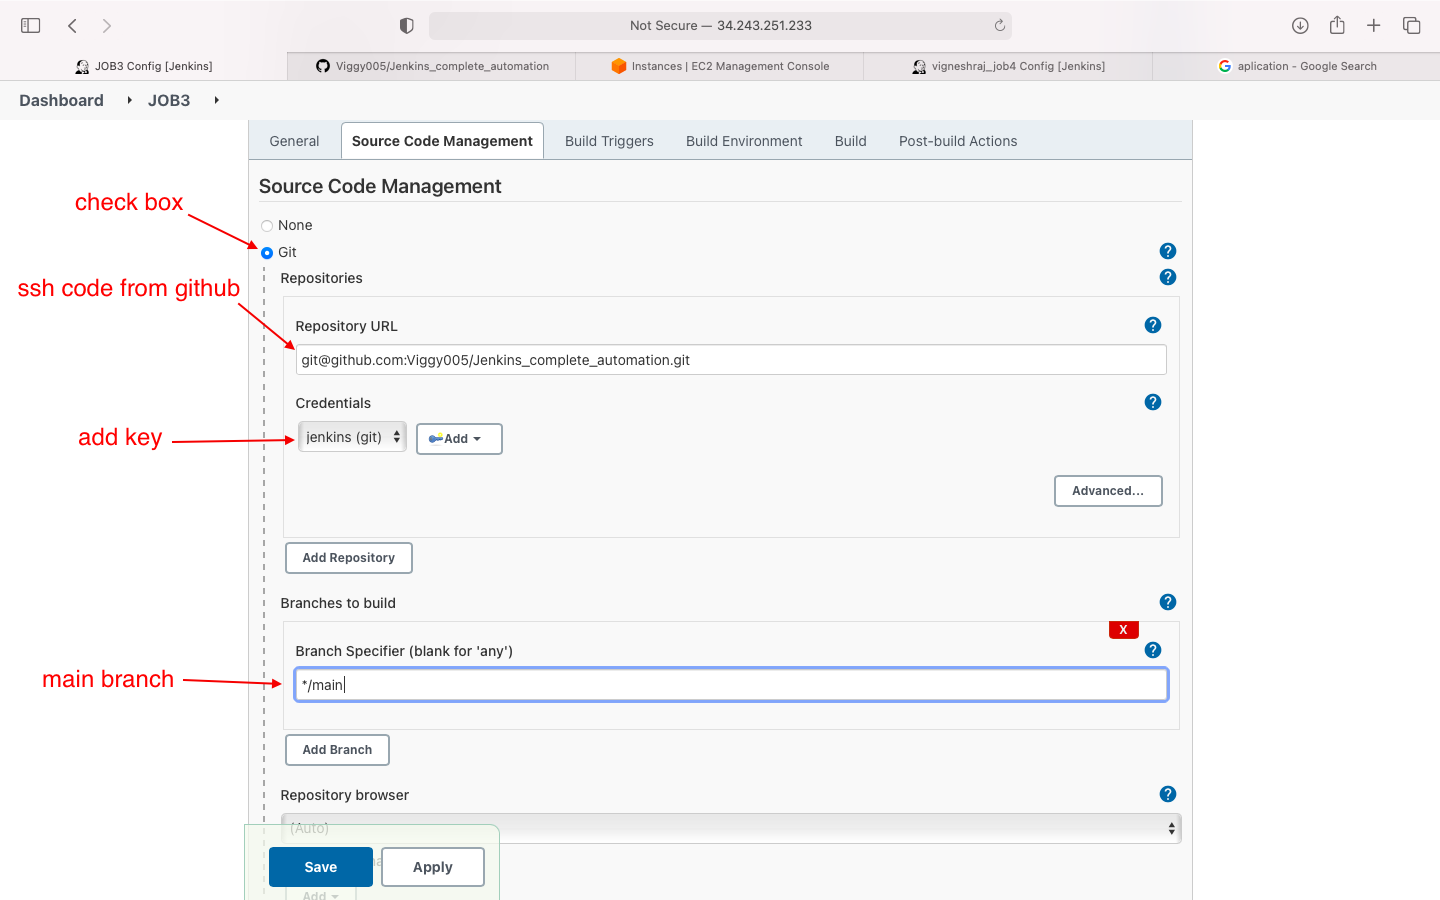 Not Secure — 34.243.251.233
JOB3 Config [Jenkins]
Viggy005/Jenkins_complete_automation
Instances | EC2 Management Console
vigneshraj_job4 Config [Jenkins]
aplication - Google Search
Dashboard
JOB3
General
Source Code Management
Build Triggers
Build Environment
Build
Post-build Actions
Source Code Management
check box
None
Git
?
Repositories
?
ssh code from github
Repository URL
?
git@github.com:Viggy005/Jenkins_complete_automation.git
Credentials
?
add key
jenkins (git)
Add
Advanced...
Add Repository
Branches to build
?
X
Branch Specifier (blank for 'any')
?
main branch
*/main
Add Branch
Repository browser
?
(Auto)
Save
Apply
Add